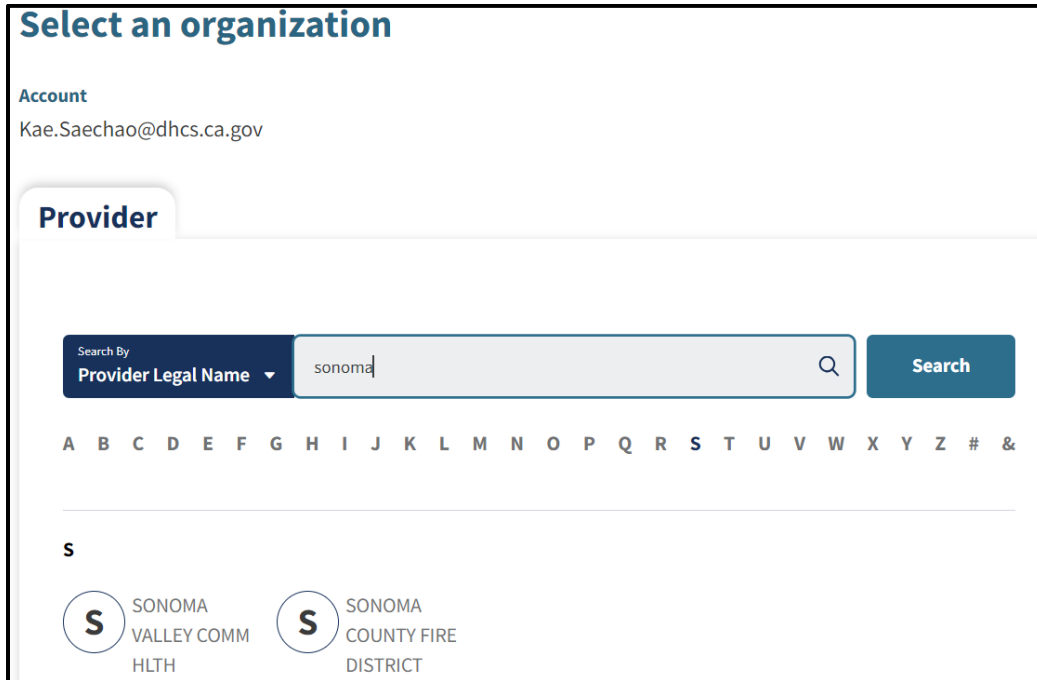 Select an organization
Account
Kae.Saechao@dhcs.ca.gov
Provider
Search By
Provider Legal Name
sonoma
Search
A B C D E F G H I J K L M N O P Q R S T U V W X Y Z # &
S
S
SONOMA
VALLEY COMM
HLTH
S
SONOMA
COUNTY FIRE
DISTRICT